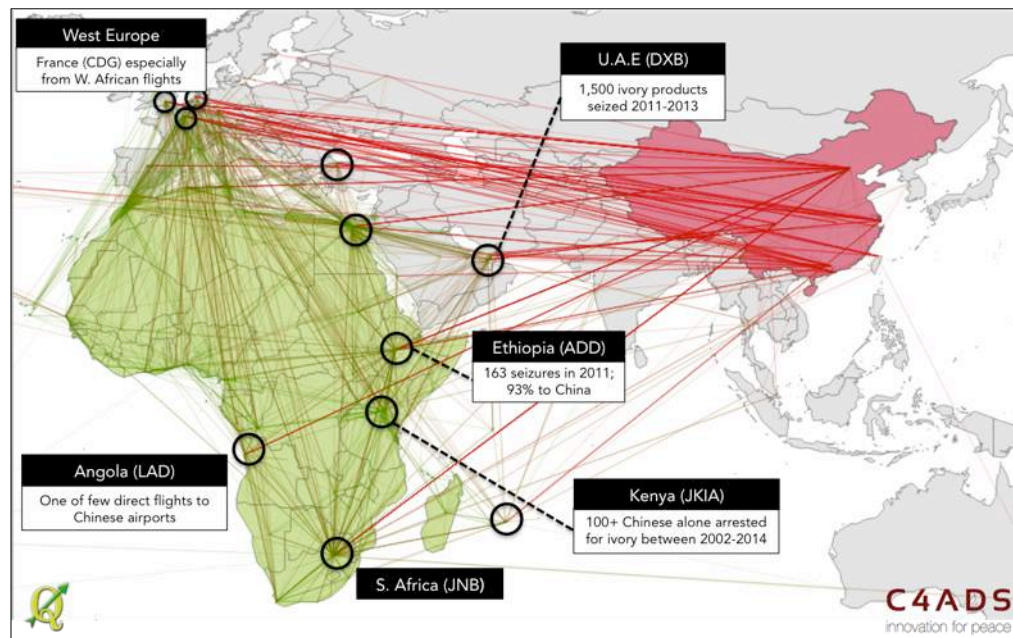 West Europe
France (CDG) especially
from W. African flights
U.A.E (DXB)
1,500 ivory products
seized 2011-2013
Ethiopia (ADD)
163 seizures in 2011;
93% to China
Angola (LAD)
One of few direct flights to
Chinese airports
Kenya (JKIA)
100+ Chinese alone arrested
for ivory between 2002-2014
S. Africa (JNB)
Q
C4ADS
innovation for peace